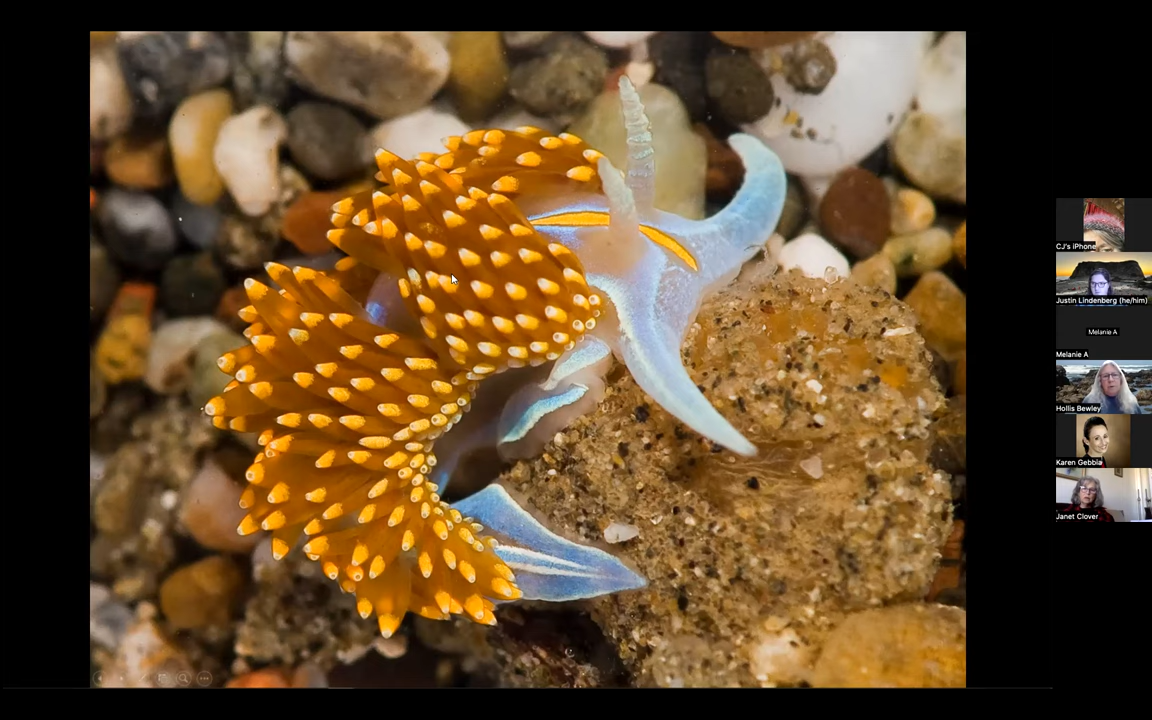 CJ's iPhone
Justin Lindenberg (he/him)
Melanie A
Melanie A
Hollis Bewley
Karen Gebbia
Janet Clover